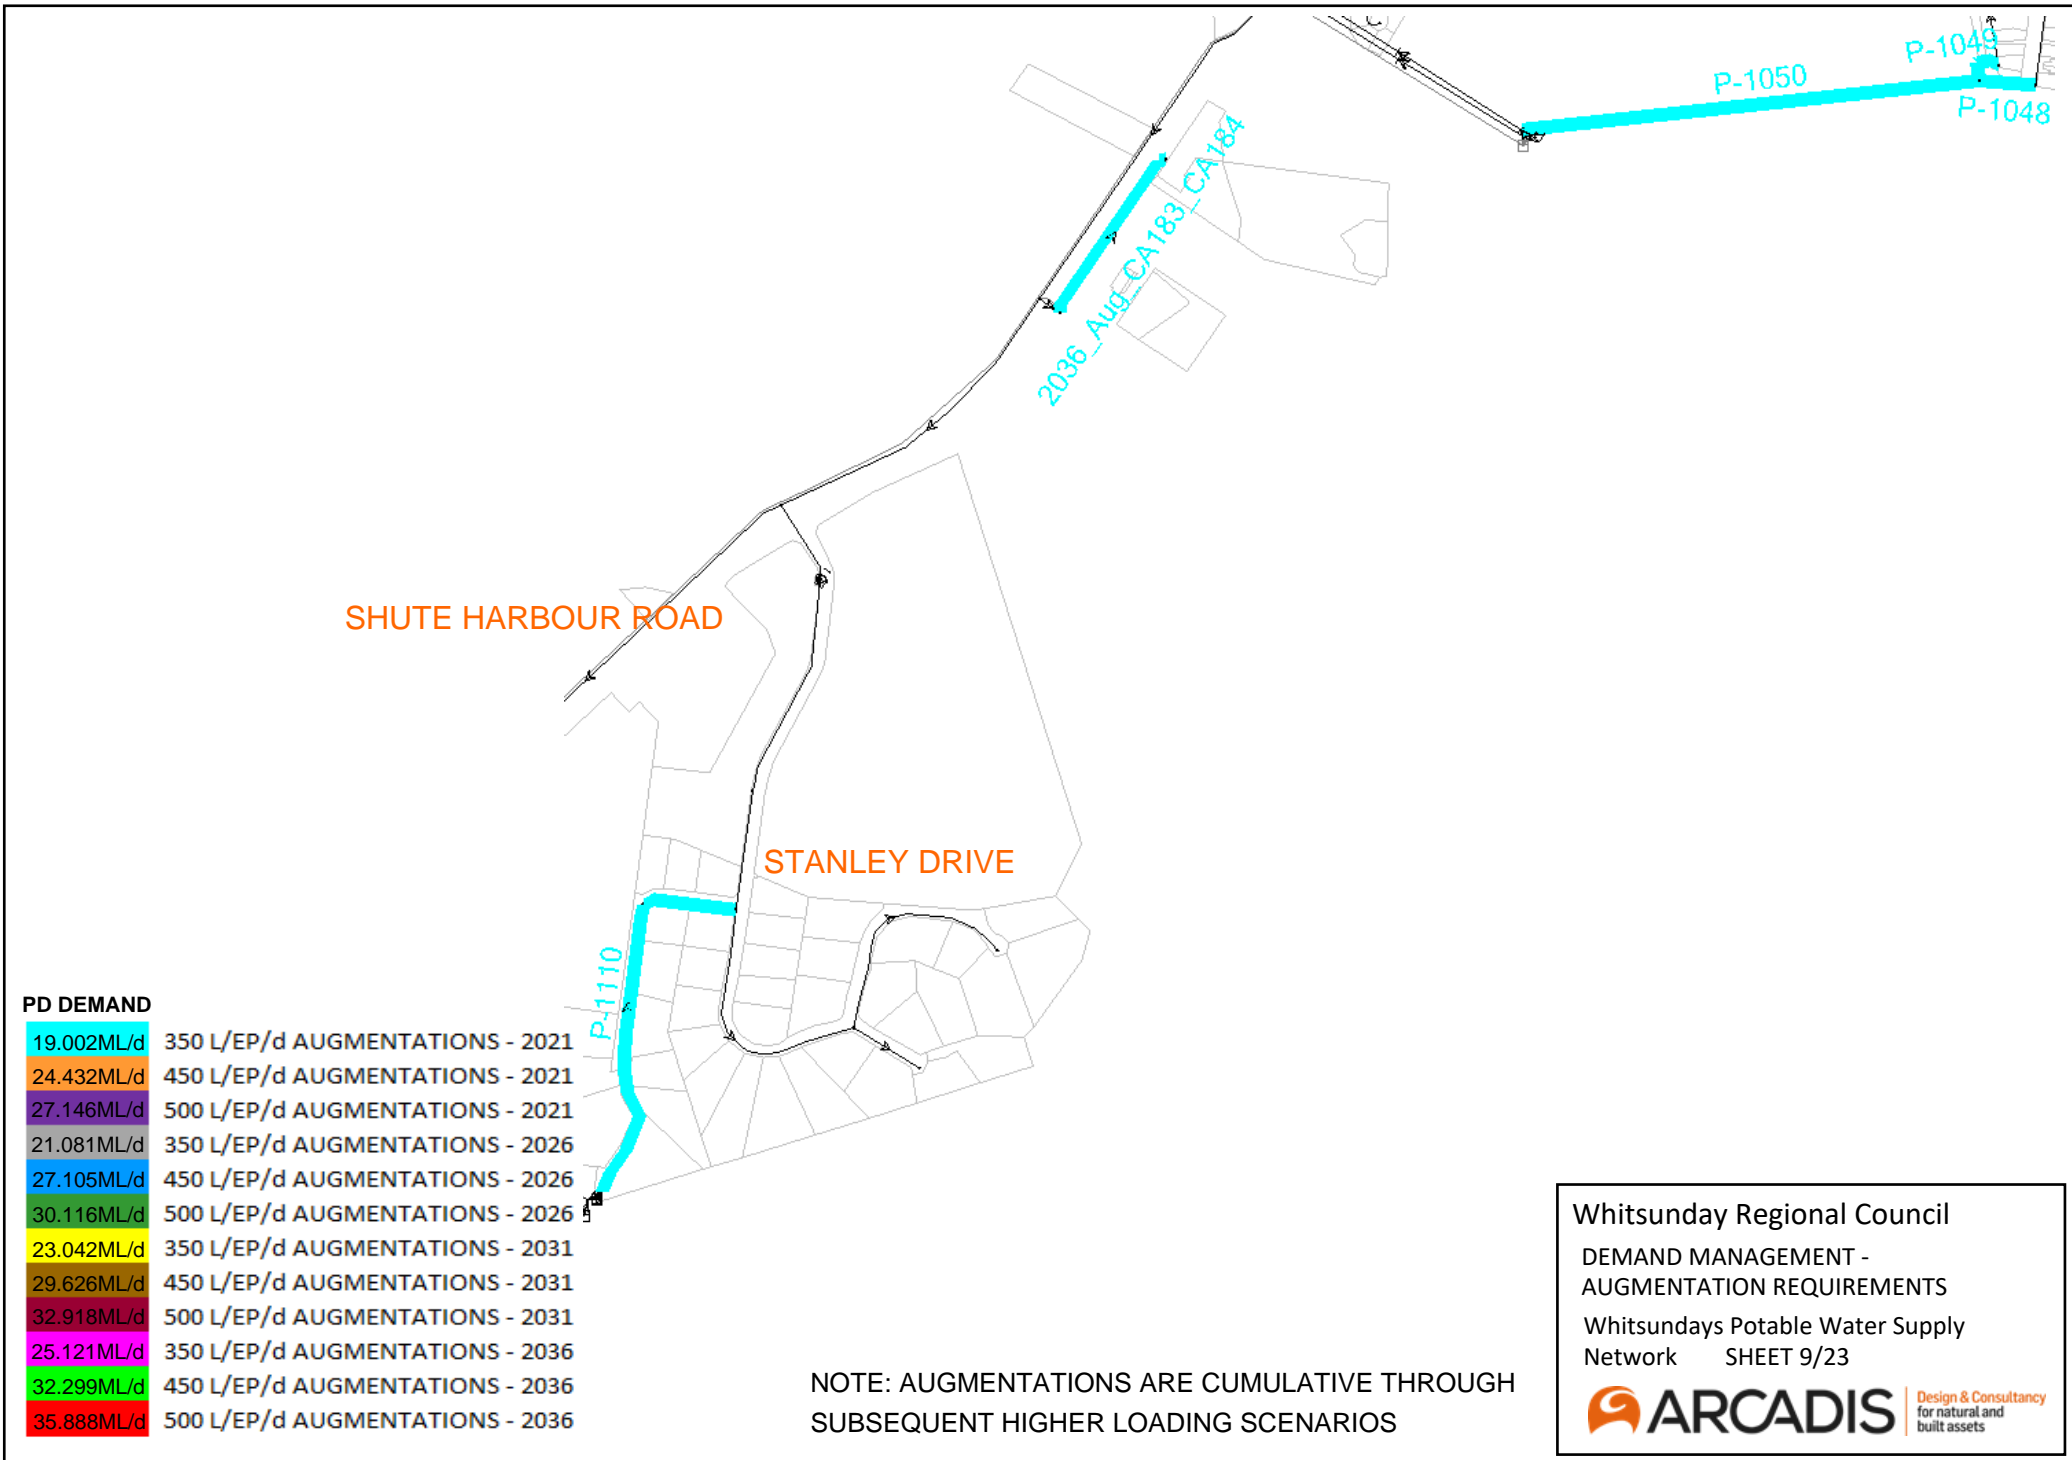 P-1049
P-1050
P-1048
2036_Aug_CA183_CA184
SHUTE HARBOUR ROAD
STANLEY DRIVE
P-1110
PD DEMAND
19.002ML/d 350 L/EP/d AUGMENTATIONS - 2021
24.432ML/d 450 L/EP/d AUGMENTATIONS - 2021
27.146ML/d 500 L/EP/d AUGMENTATIONS - 2021
21.081ML/d 350 L/EP/d AUGMENTATIONS - 2026
27.105ML/d 450 L/EP/d AUGMENTATIONS - 2026
30.116ML/d 500 L/EP/d AUGMENTATIONS - 2026
23.042ML/d 350 L/EP/d AUGMENTATIONS - 2031
29.626ML/d 450 L/EP/d AUGMENTATIONS - 2031
32.918ML/d 500 L/EP/d AUGMENTATIONS - 2031
25.121ML/d 350 L/EP/d AUGMENTATIONS - 2036
32.299ML/d 450 L/EP/d AUGMENTATIONS - 2036
35.888ML/d 500 L/EP/d AUGMENTATIONS - 2036
NOTE: AUGMENTATIONS ARE CUMULATIVE THROUGH
SUBSEQUENT HIGHER LOADING SCENARIOS
Whitsunday Regional Council
DEMAND MANAGEMENT -
AUGMENTATION REQUIREMENTS
Whitsundays Potable Water Supply
Network SHEET 9/23
ARCADIS
Design & Consultancy
for natural and
built assets